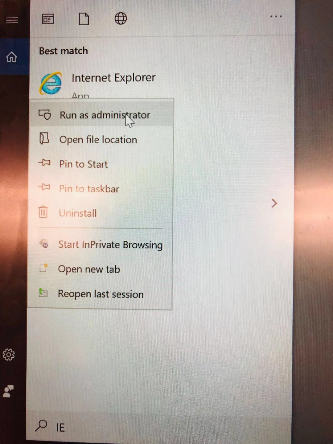 Best match
Internet Explorer
App
Run as administrator
Open file location
Pin to Start
Pin to taskbar
Uninstall
Start InPrivate Browsing
Open new tab
Reopen last session
IE